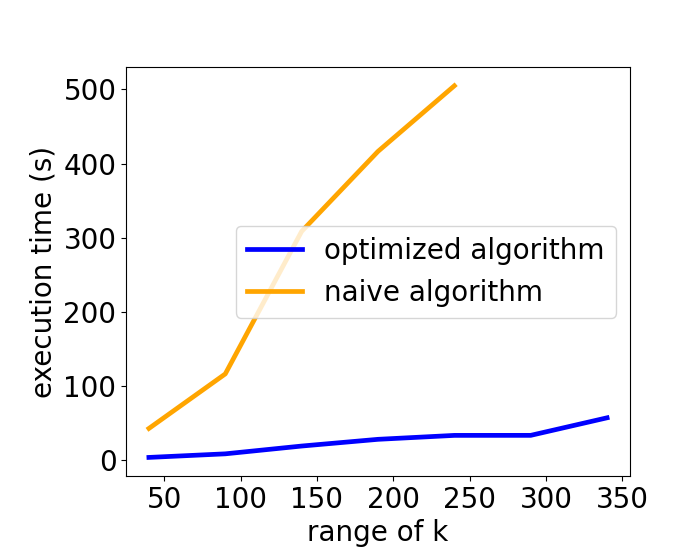 500
400
300
200
100
0
execution time (s)
optimized algorithm
naive algorithm
50 100 150 200 250 300 350
range of k